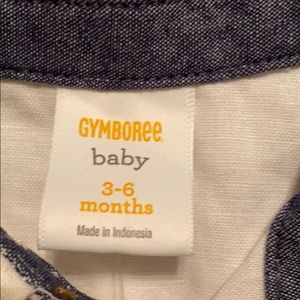 GYMBOREE
baby
3-6
months
Made in Indonesia